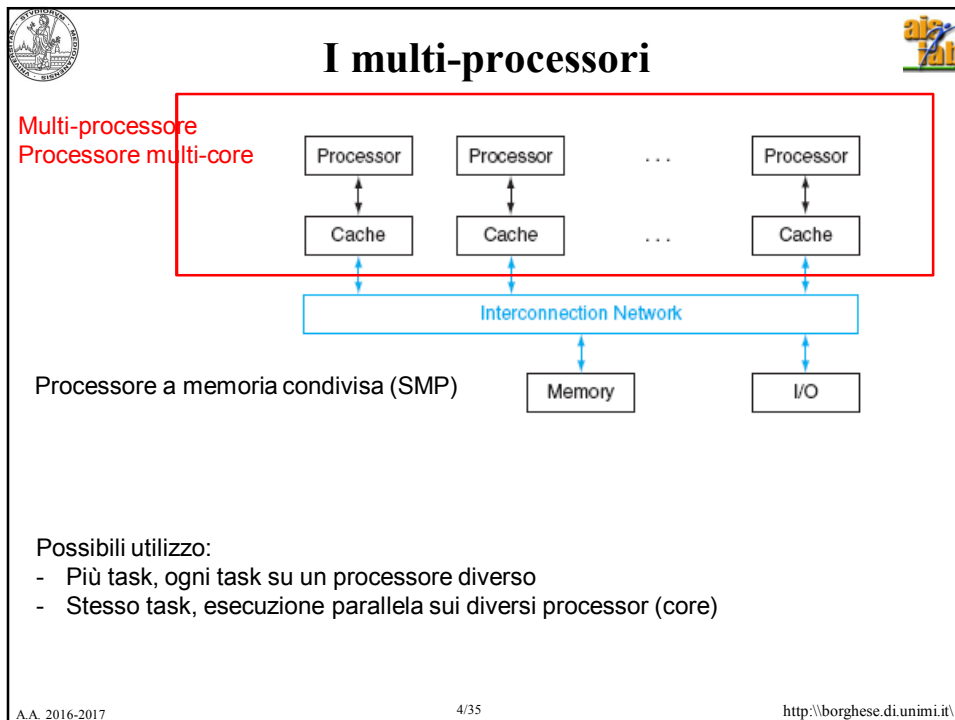 I multi-processori
Multi-processore
Processore multi-core
Processor Processor . . . Processor
Cache Cache . . . Cache
Interconnection Network
Processore a memoria condivisa (SMP)
Memory I/O
Possibili utilizzo:
- Più task, ogni task su un processore diverso
- Stesso task, esecuzione parallela sui diversi processor (core)
A.A. 2016-2017 4/35 http:\\borghese.di.unimi.it\